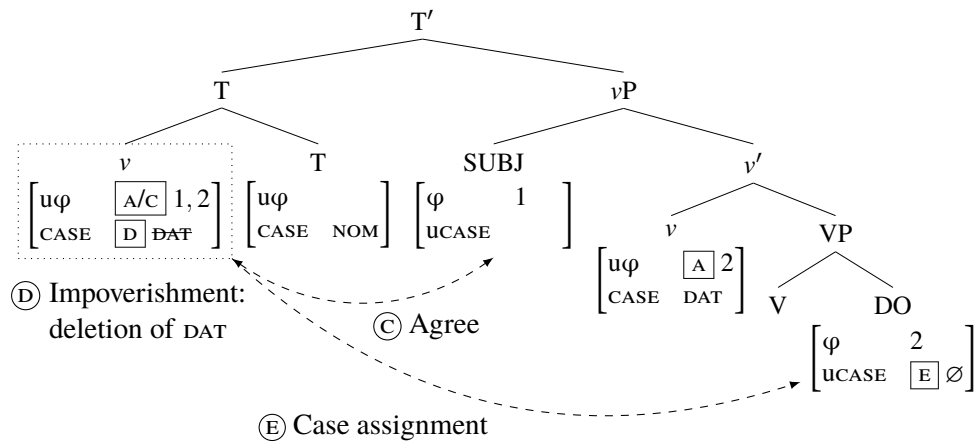 T′
T vP
v T SUBJ v′
uφ A/C 1, 2 uφ φ 1 v VP
CASE D DAT CASE NOM uCASE
uφ A 2 V DO
CASE DAT
Ⓓ Impoverishment:
deletion of DAT
Ⓒ Agree
φ 2
uCASE E ∅
Ⓔ Case assignment